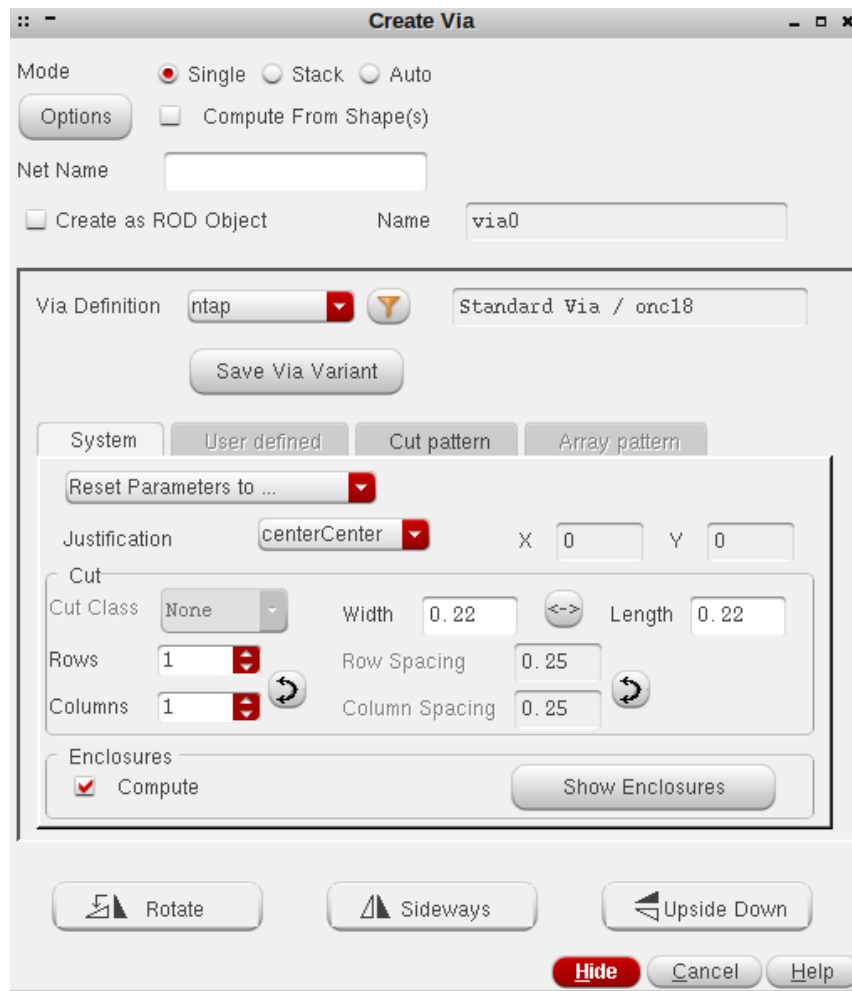 Create Via
Mode Single Stack Auto
Options Compute From Shape(s)
Net Name
Create as ROD Object Name via0
Via Definition ntap Standard Via / onc18
Save Via Variant
System User defined Cut pattern Array pattern
Reset Parameters to ...
Justification centerCenter X 0 Y 0
Cut
Cut Class None Width 0.22 <-> Length 0.22
Rows 1 Row Spacing 0.25
Columns 1 Column Spacing 0.25
Enclosures
Compute Show Enclosures
Rotate Sideways Upside Down
Hide Cancel Help